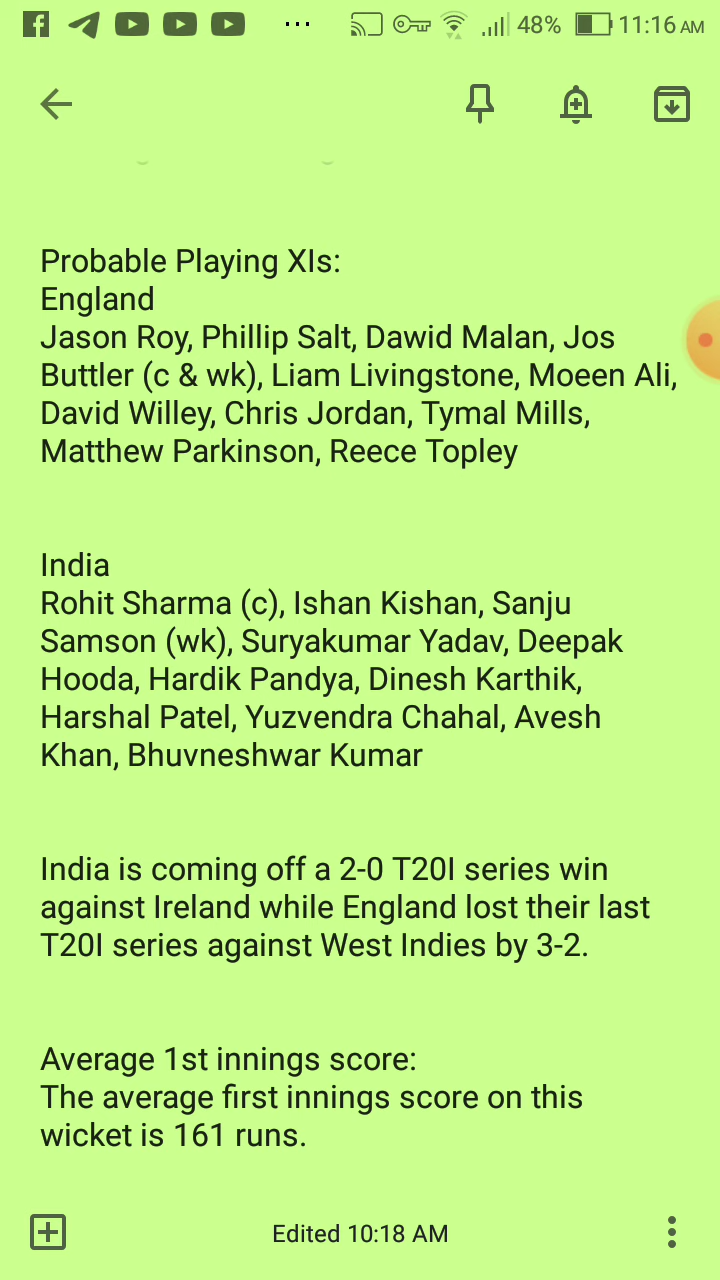 48% 11:16 AM
Probable Playing XIs:
England
Jason Roy, Phillip Salt, Dawid Malan, Jos
Buttler (c & wk), Liam Livingstone, Moeen Ali,
David Willey, Chris Jordan, Tymal Mills,
Matthew Parkinson, Reece Topley
India
Rohit Sharma (c), Ishan Kishan, Sanju
Samson (wk), Suryakumar Yadav, Deepak
Hooda, Hardik Pandya, Dinesh Karthik,
Harshal Patel, Yuzvendra Chahal, Avesh
Khan, Bhuvneshwar Kumar
India is coming off a 2-0 T20I series win
against Ireland while England lost their last
T20I series against West Indies by 3-2.
Average 1st innings score:
The average first innings score on this
wicket is 161 runs.
Edited 10:18 AM